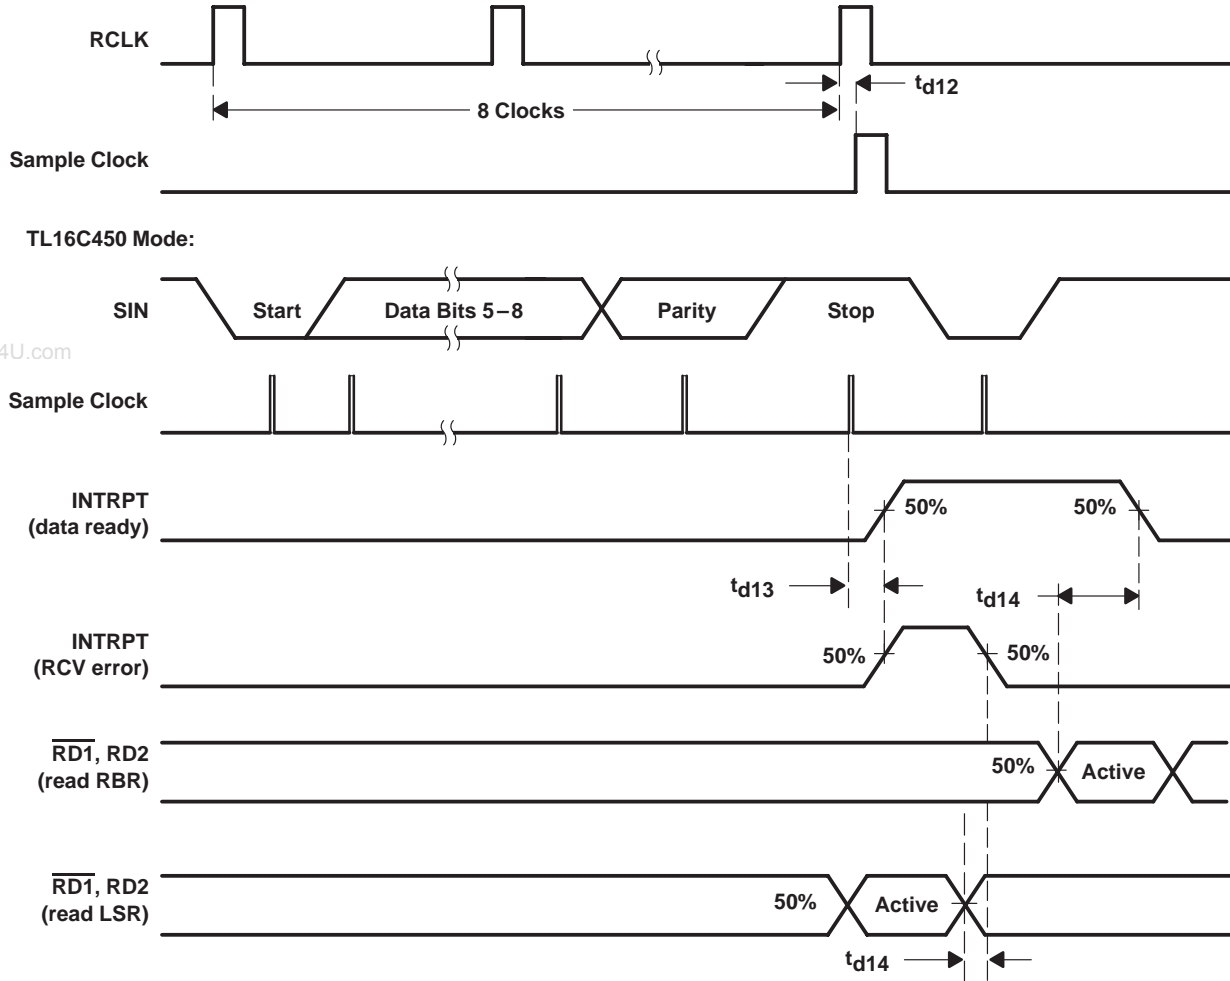 RCLK
td12
8 Clocks
Sample Clock
TL16C450 Mode:
SIN
Start
Data Bits 5–8
Parity
Stop
4U.com
Sample Clock
INTRPT
(data ready)
50%
50%
td13
td14
INTRPT
(RCV error)
50%
50%
RD1, RD2
(read RBR)
50%
Active
RD1, RD2
(read LSR)
50%
Active
td14